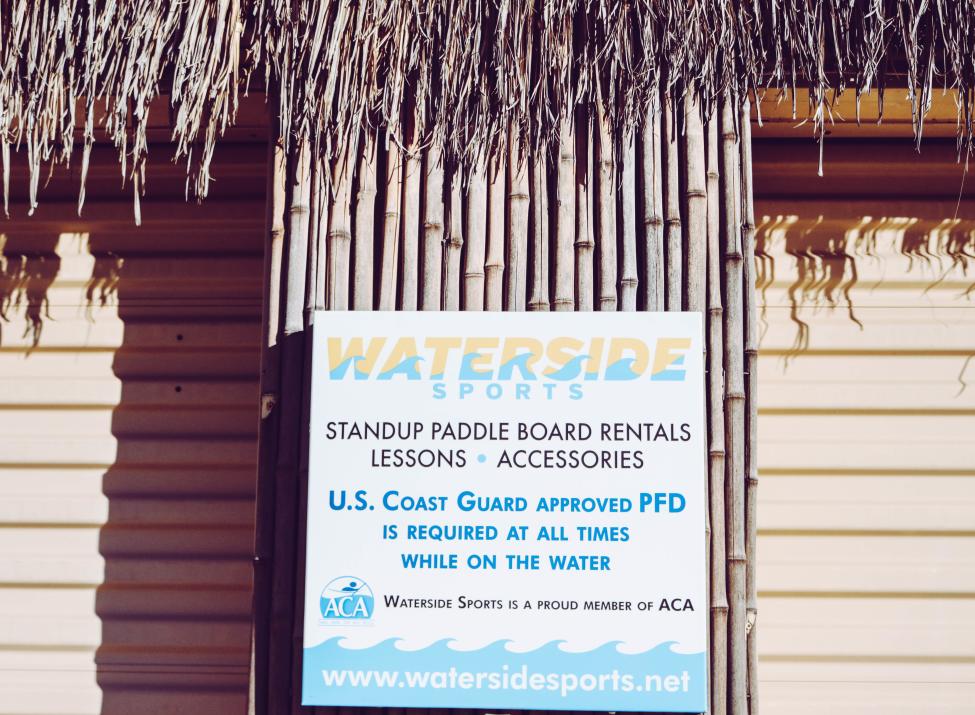 WATERSIDE
SPORTS
STANDUP PADDLE BOARD RENTALS
LESSONS • ACCESSORIES
U.S. COAST GUARD APPROVED PFD
IS REQUIRED AT ALL TIMES
WHILE ON THE WATER
ACA
WATERSIDE SPORTS IS A PROUD MEMBER OF ACA
www.watersidesports.net